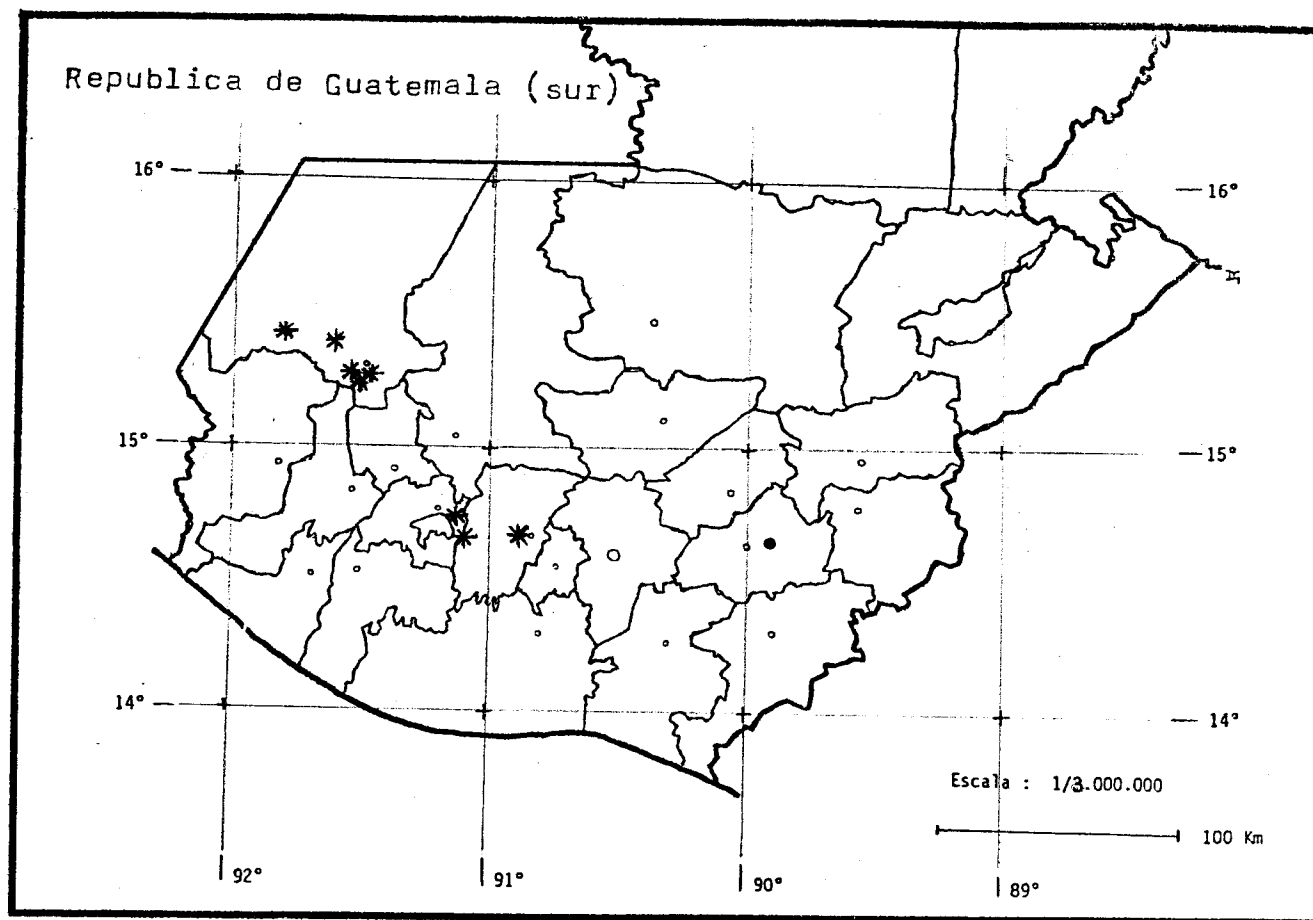 Republica de Guatemala (sur)
16° 16°
15° 15°
14° 14°
Escala : 1/3.000.000
100 Km
92° 91° 90° 89°